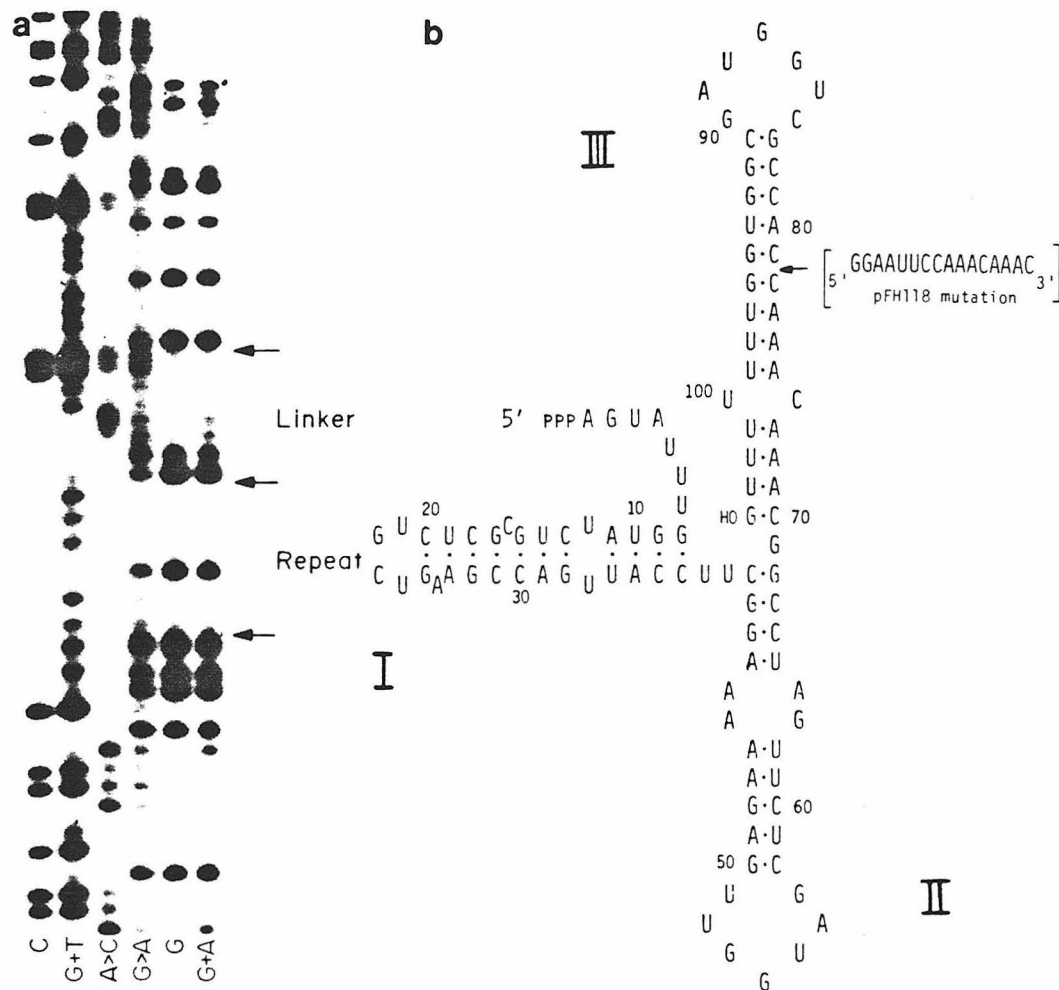 a
Linker
Repeat
C
G+T
A>C
G>A
G
G+A
b
G
U G
A U
G C
90 C·G
III
G·C
G·C
U·A 80
G·C
G·C
[5' GGAAUUCCAAACAAAC 3']
pFH118 mutation
U·A
U·A
U·A
100 U C
5' pppAGUA
U·A
U
U·A
U
U·A
20 10
U
HO G·C 70
G U C U C G C G U C U A U G G
G
C U G A A G C C A G U U A C C U U C·G
30
G·C
G·C
I
A·U
A A
A G
A·U
A·U
G·C 60
A·U
50 G·C
II
U G
U A
G U
G